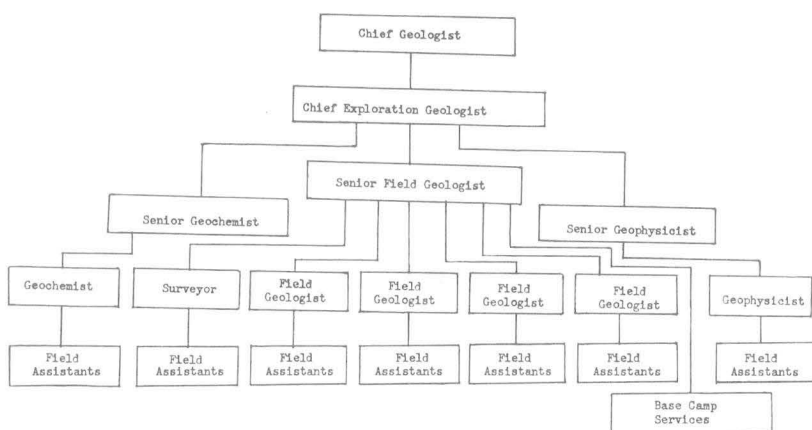 Chief Geologist
Chief Exploration Geologist
Senior Field Geologist
Senior Geochemist
Senior Geophysicist
Geochemist
Surveyor
Field
Geologist
Field
Geologist
Field
Geologist
Field
Geologist
Geophysicist
Field
Assistants
Field
Assistants
Field
Assistants
Field
Assistants
Field
Assistants
Field
Assistants
Field
Assistants
Base Camp
Services